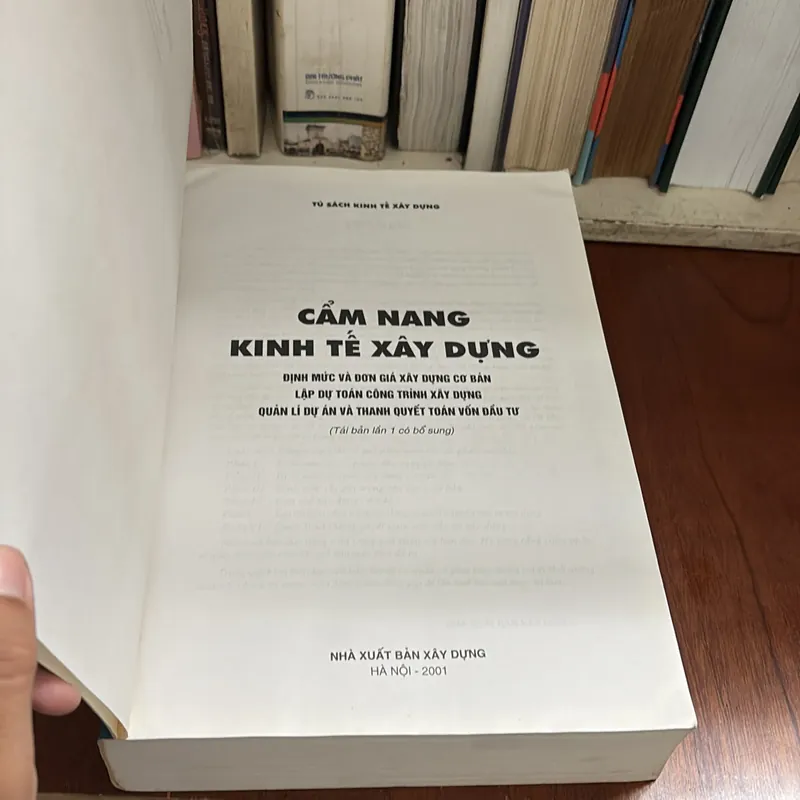 TRƯỜNG PHÁT
TỦ SÁCH KINH TẾ XÂY DỰNG
CẨM NANG
KINH TẾ XÂY DỰNG
ĐỊNH MỨC VÀ ĐƠN GIÁ XÂY DỰNG CƠ BẢN
LẬP DỰ TOÁN CÔNG TRÌNH XÂY DỰNG
QUẢN LÍ DỰ ÁN VÀ THANH QUYẾT TOÁN VỐN ĐẦU TƯ
(Tái bản lần 1 có bổ sung)
NHÀ XUẤT BẢN XÂY DỰNG
HÀ NỘI - 2001